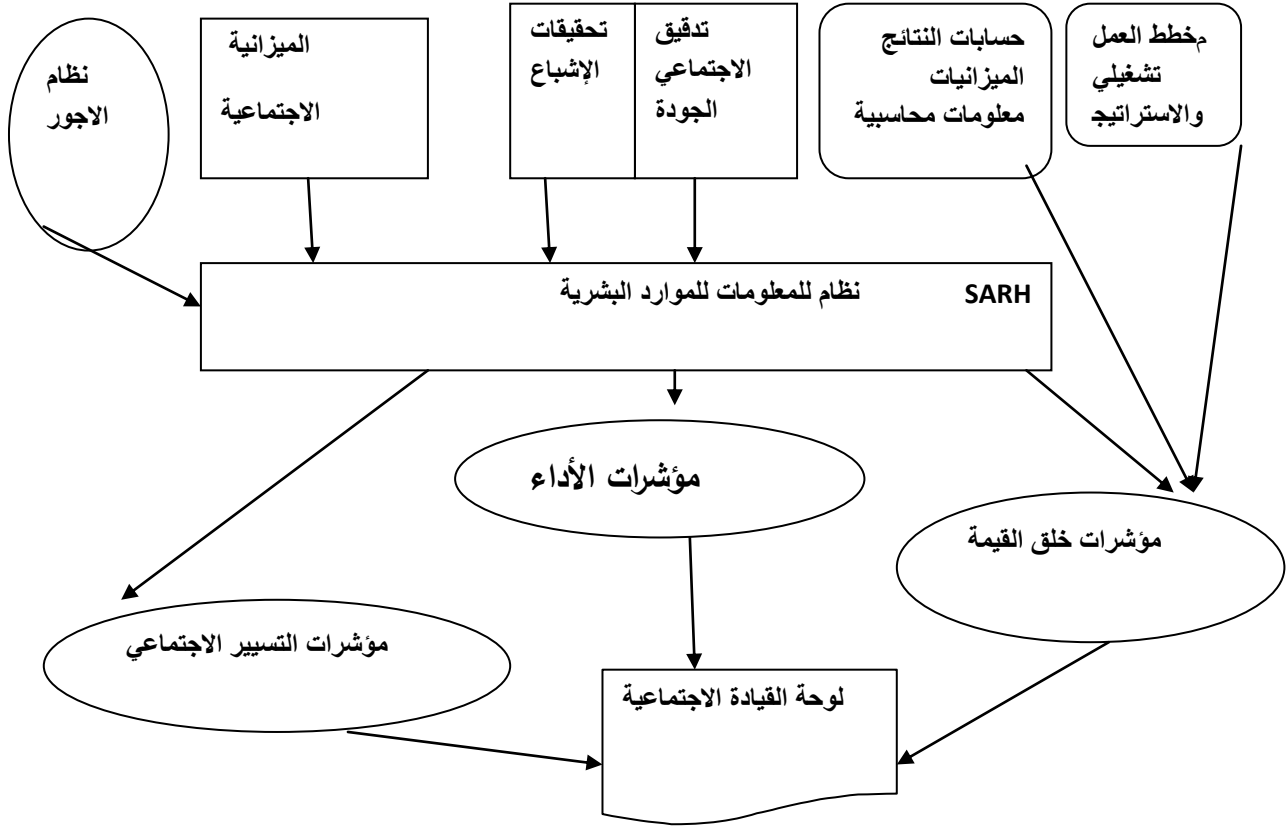 مخطط العمل
تشغيلي
والاستراتيج
حسابات النتائج
الميزانيات
معلومات محاسبية
تدقيق
الاجتماعي
الجودة
تحقيقات
الإشباع
الميزانية
الاجتماعية
نظام
الاجور
نظام للمعلومات للموارد البشرية SARH
مؤشرات الأداء
مؤشرات خلق القيمة
مؤشرات التسيير الاجتماعي
لوحة القيادة الاجتماعية